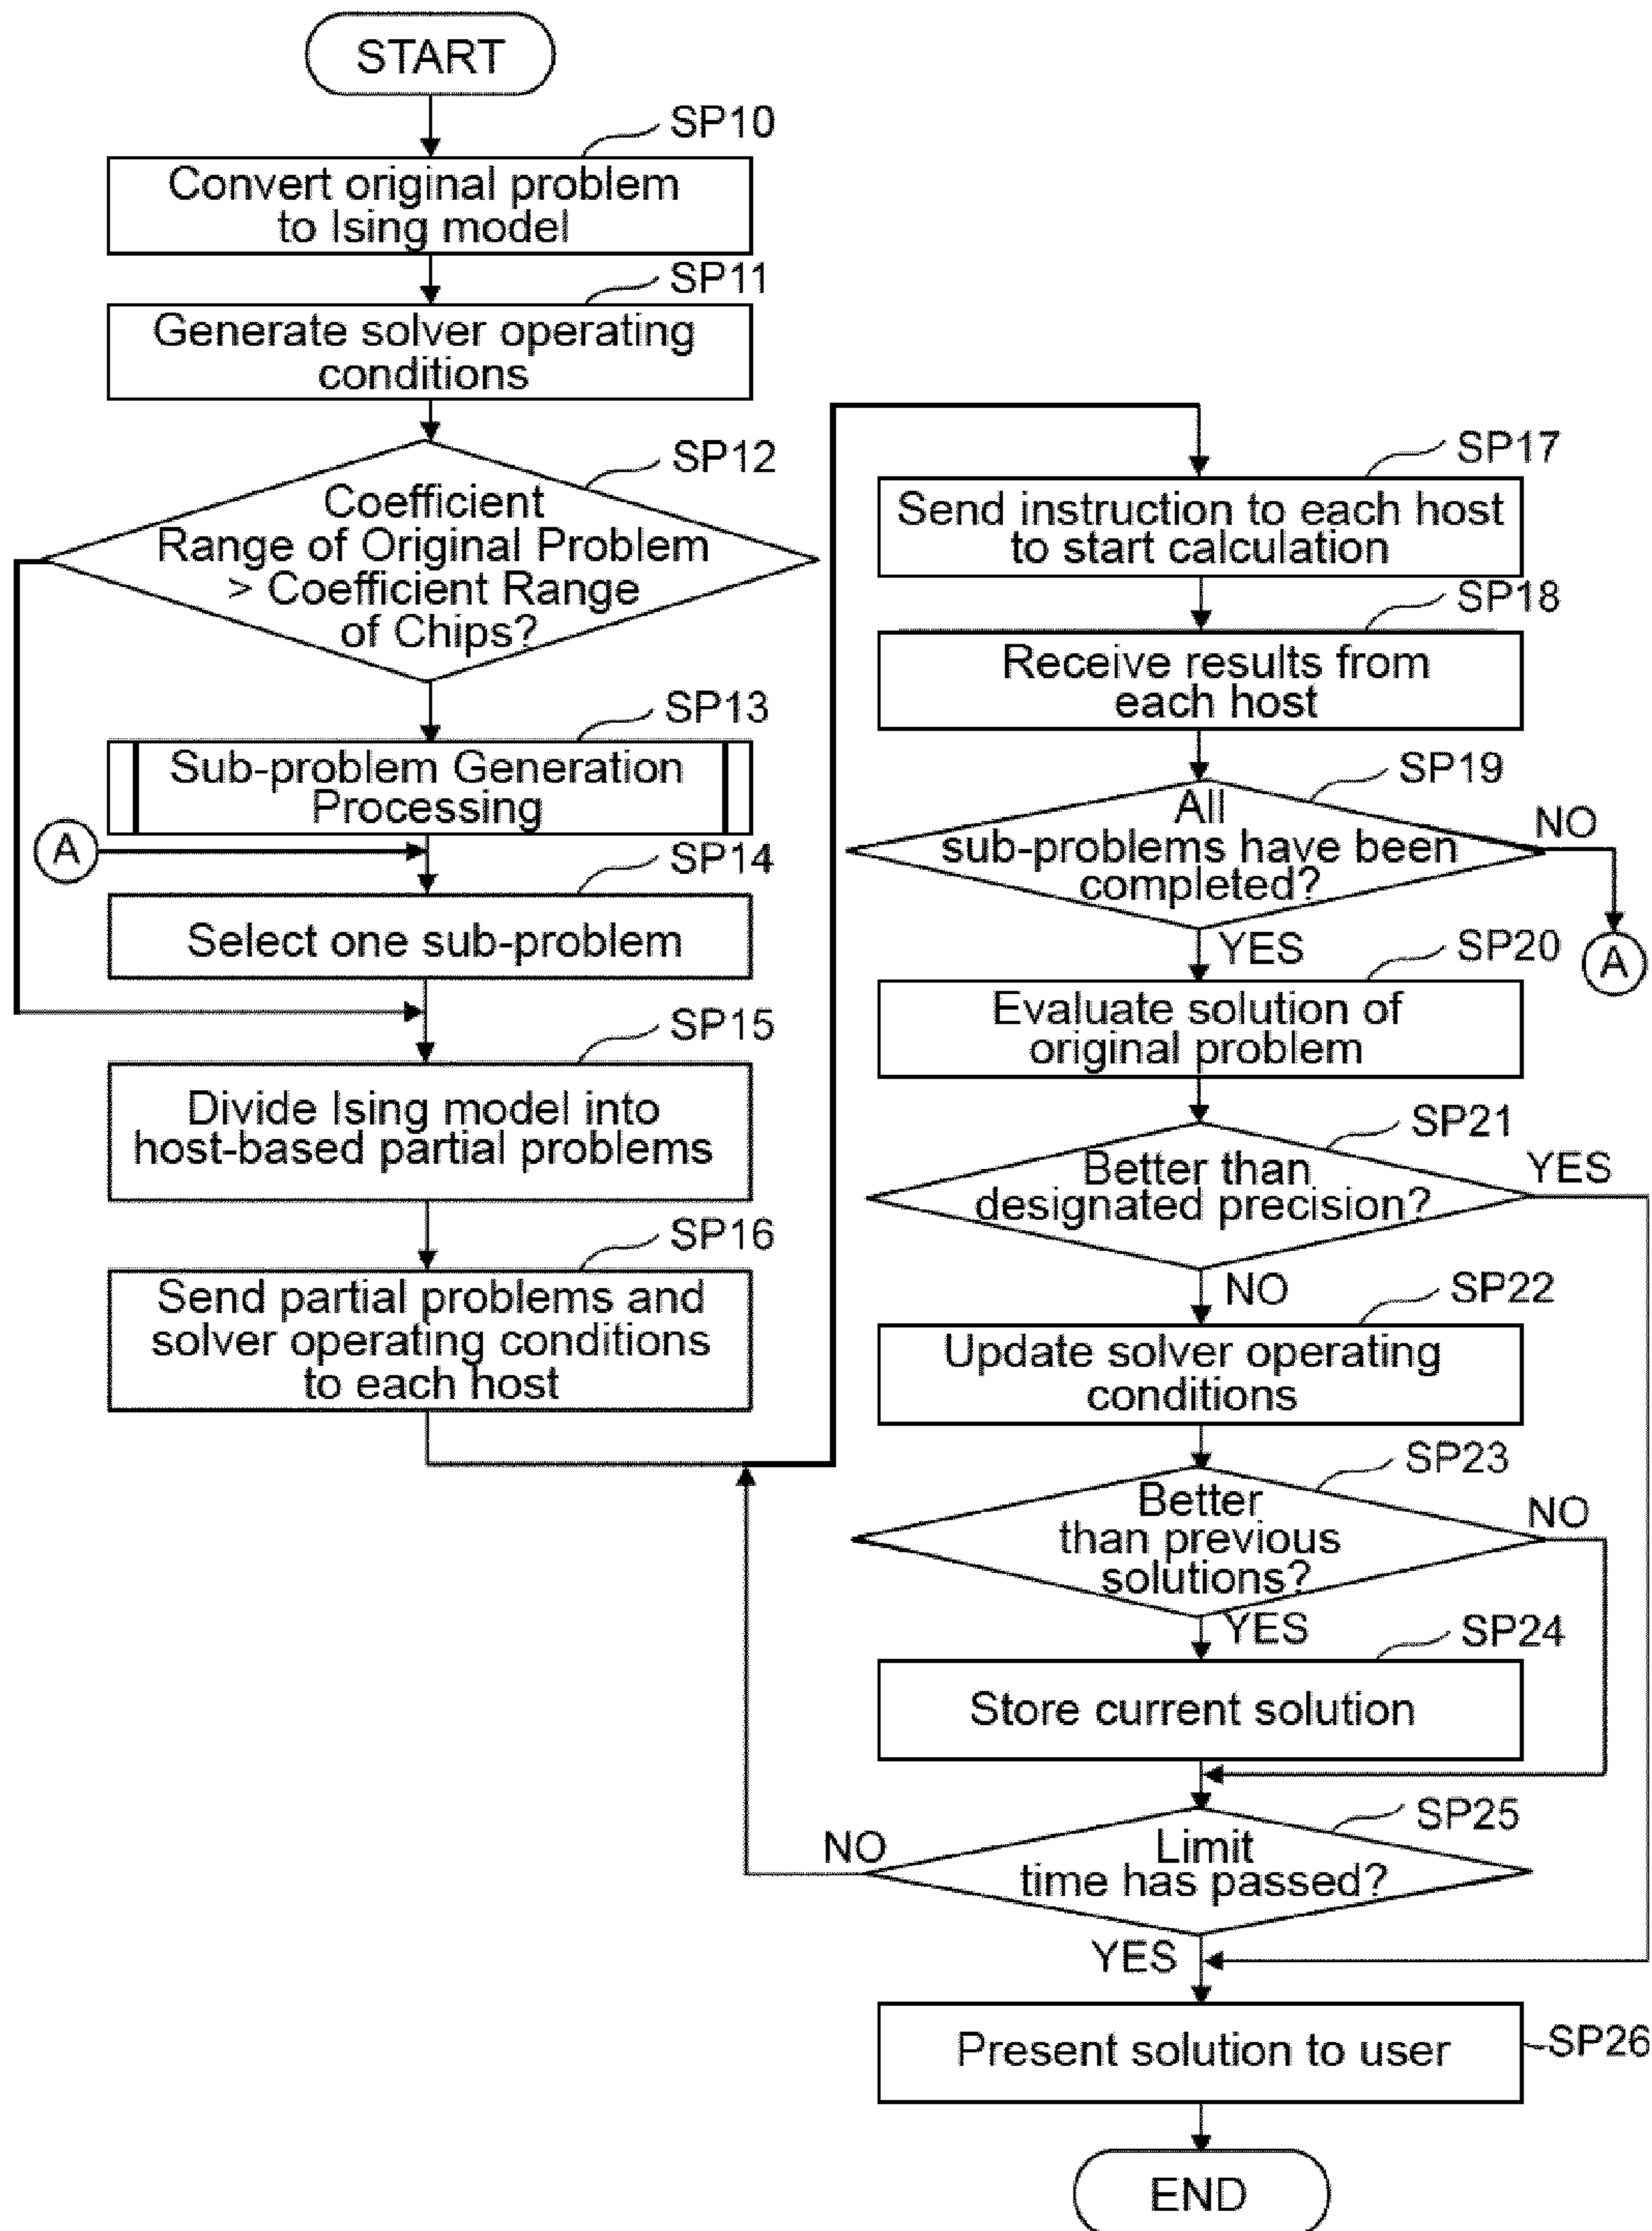 START
SP10
Convert original problem
to Ising model
SP11
Generate solver operating
conditions
SP12
Coefficient
Range of Original Problem
> Coefficient Range
of Chips?
SP13
Sub-problem Generation
Processing
A
SP14
Select one sub-problem
SP15
Divide Ising model into
host-based partial problems
SP16
Send partial problems and
solver operating conditions
to each host
SP17
Send instruction to each host
to start calculation
SP18
Receive results from
each host
SP19
All
sub-problems have been
completed?
NO
A
YES
SP20
Evaluate solution of
original problem
SP21
Better than
designated precision?
YES
NO
SP22
Update solver operating
conditions
SP23
Better
than previous
solutions?
NO
YES
SP24
Store current solution
SP25
Limit
time has passed?
NO
YES
Present solution to user
SP26
END